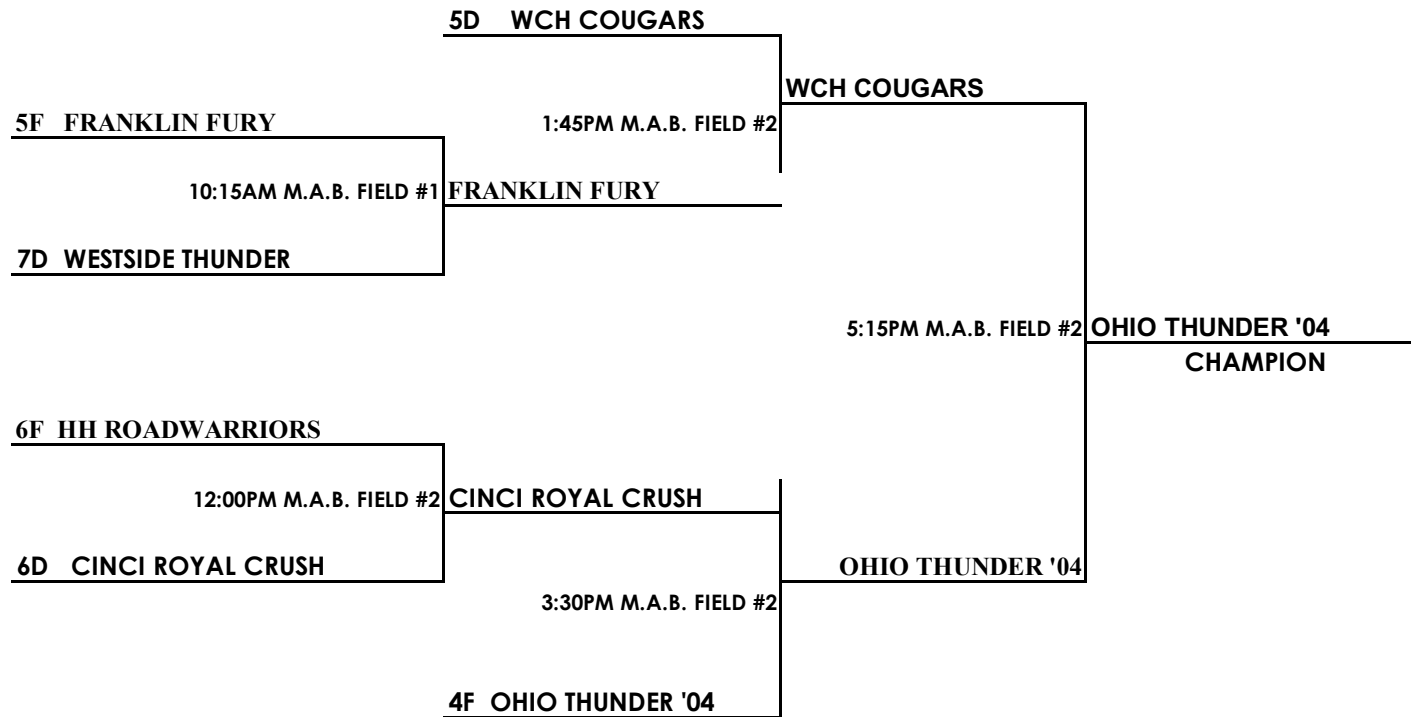 5D WCH COUGARS
WCH COUGARS
5F FRANKLIN FURY
1:45PM M.A.B. FIELD #2
10:15AM M.A.B. FIELD #1
FRANKLIN FURY
7D WESTSIDE THUNDER
5:15PM M.A.B. FIELD #2
OHIO THUNDER '04
CHAMPION
6F HH ROADWARRIORS
12:00PM M.A.B. FIELD #2
CINCI ROYAL CRUSH
6D CINCI ROYAL CRUSH
OHIO THUNDER '04
3:30PM M.A.B. FIELD #2
4F OHIO THUNDER '04